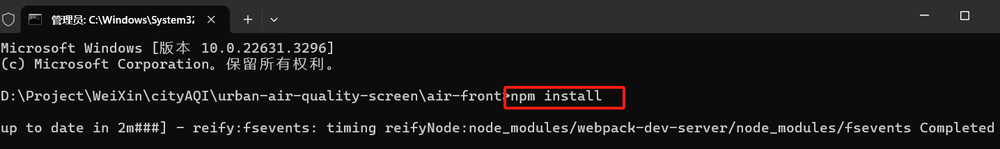 管理员: C:\Windows\System32
Microsoft Windows [版本 10.0.22631.3296]
(c) Microsoft Corporation。保留所有权利。
D:\Project\WeiXin\cityAQI\urban-air-quality-screen\air-front>npm install
up to date in 2m###] - reify:fsevents: timing reifyNode:node_modules/webpack-dev-server/node_modules/fsevents Completed